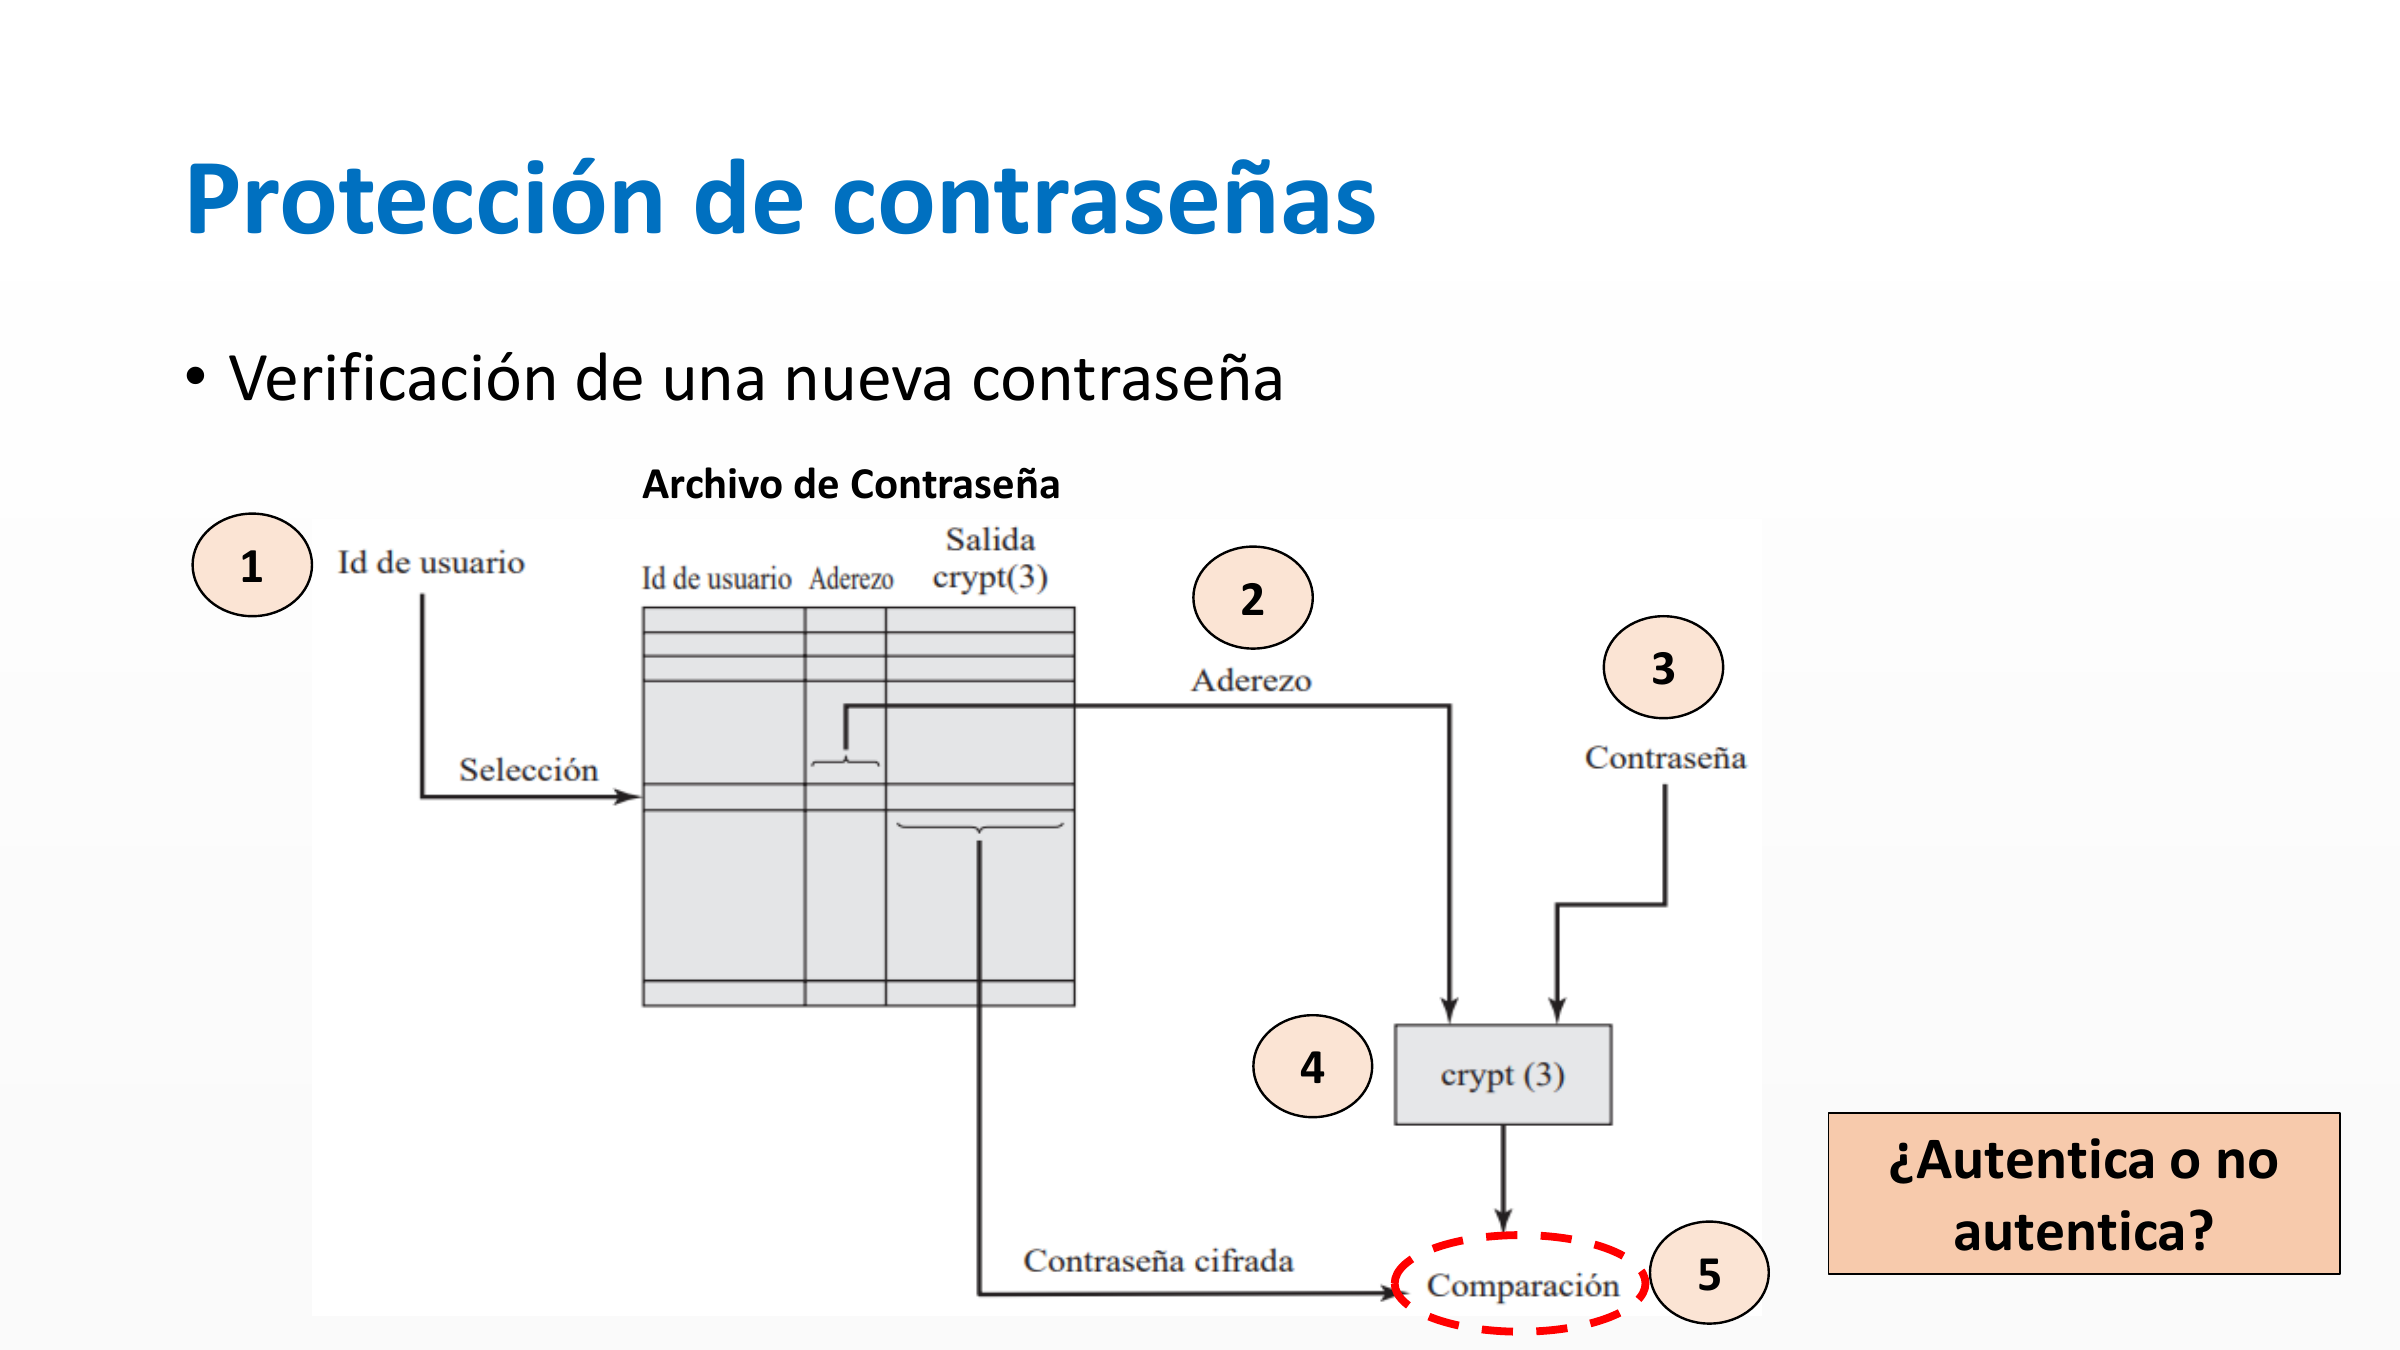 Protección de contraseñas
• Verificación de una nueva contraseña
Archivo de Contraseña
1
Id de usuario
Id de usuario
Aderezo
Salida
crypt(3)
2
Aderezo
3
Contraseña
Selección
4
crypt (3)
¿Autentica o no
autentica?
Contraseña cifrada
Comparación
5